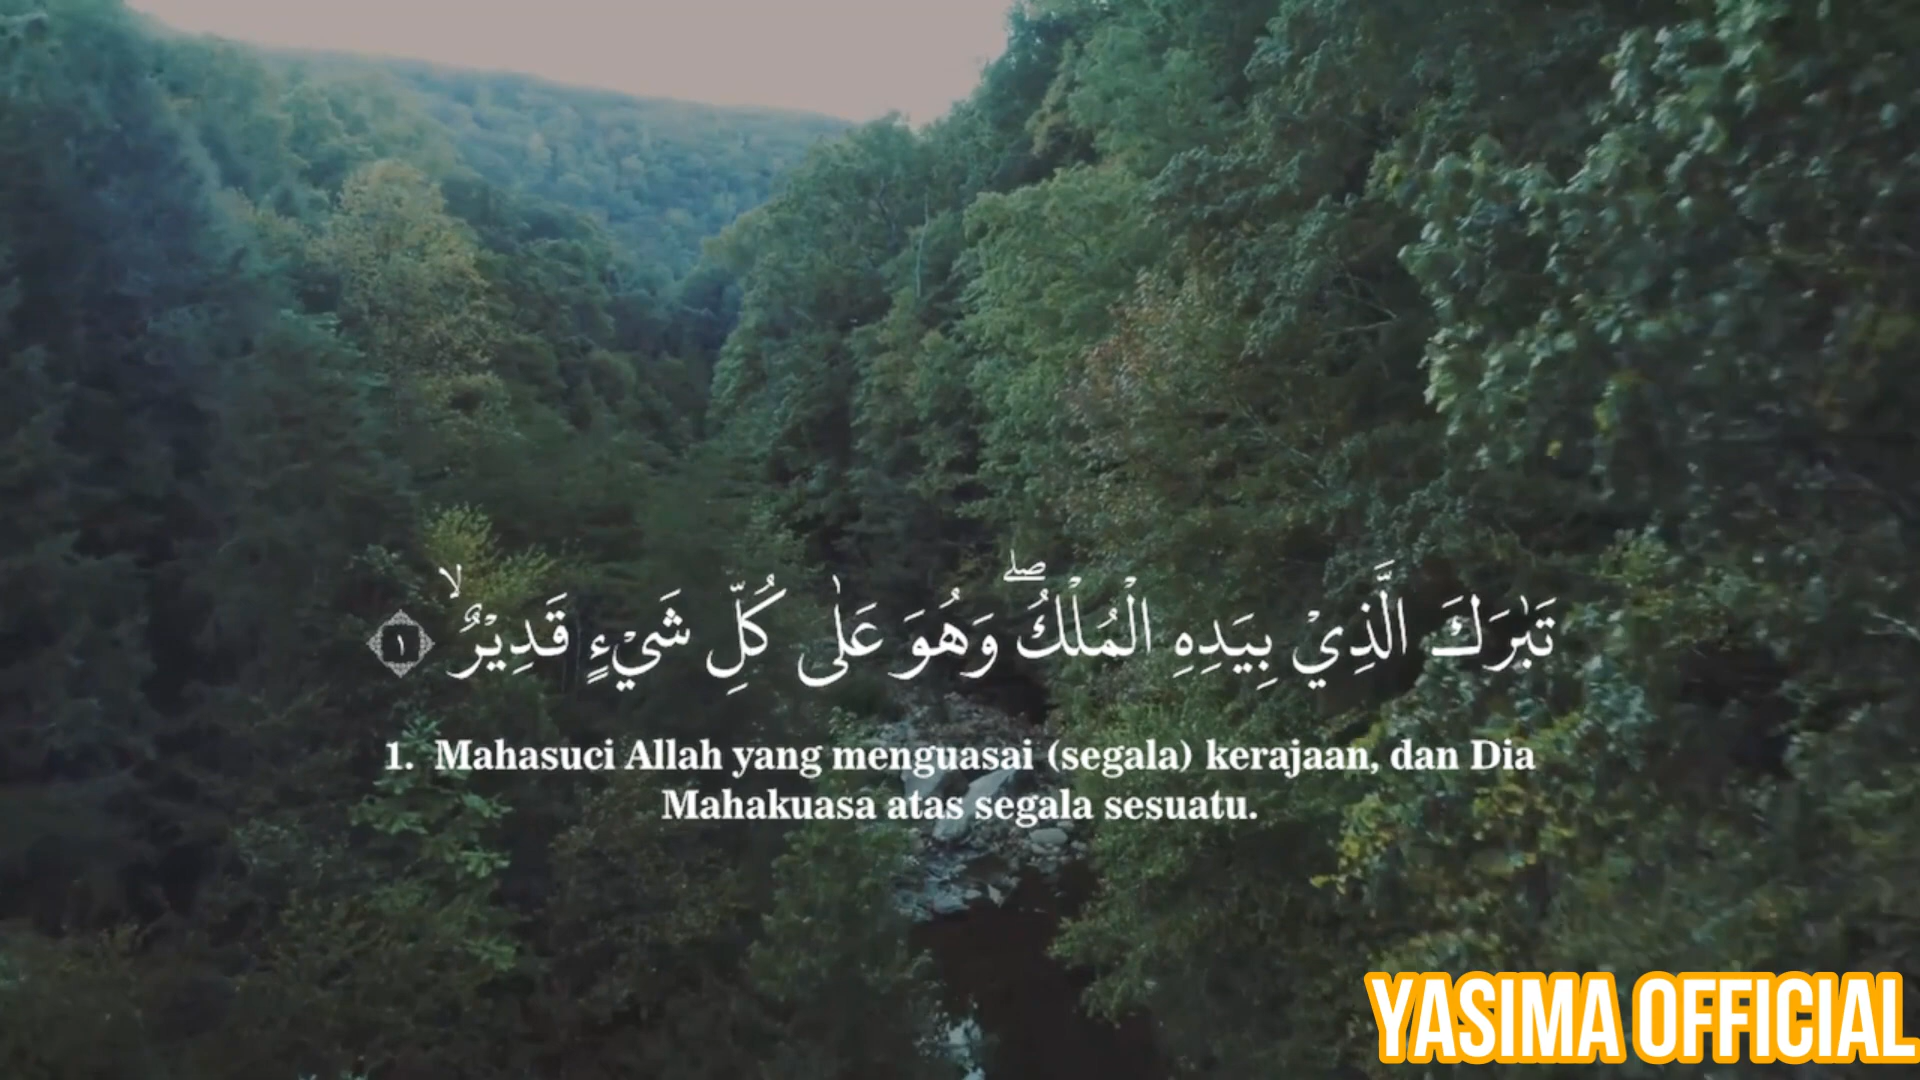 تَبٰرَكَ الَّذِيْ بِيَدِهِ الْمُلْكُۖ وَهُوَ عَلٰى كُلِّ شَيْءٍ قَدِيْرٌۙ ١
1. Mahasuci Allah yang menguasai (segala) kerajaan, dan Dia
Mahakuasa atas segala sesuatu.
YASIMA OFFICIAL